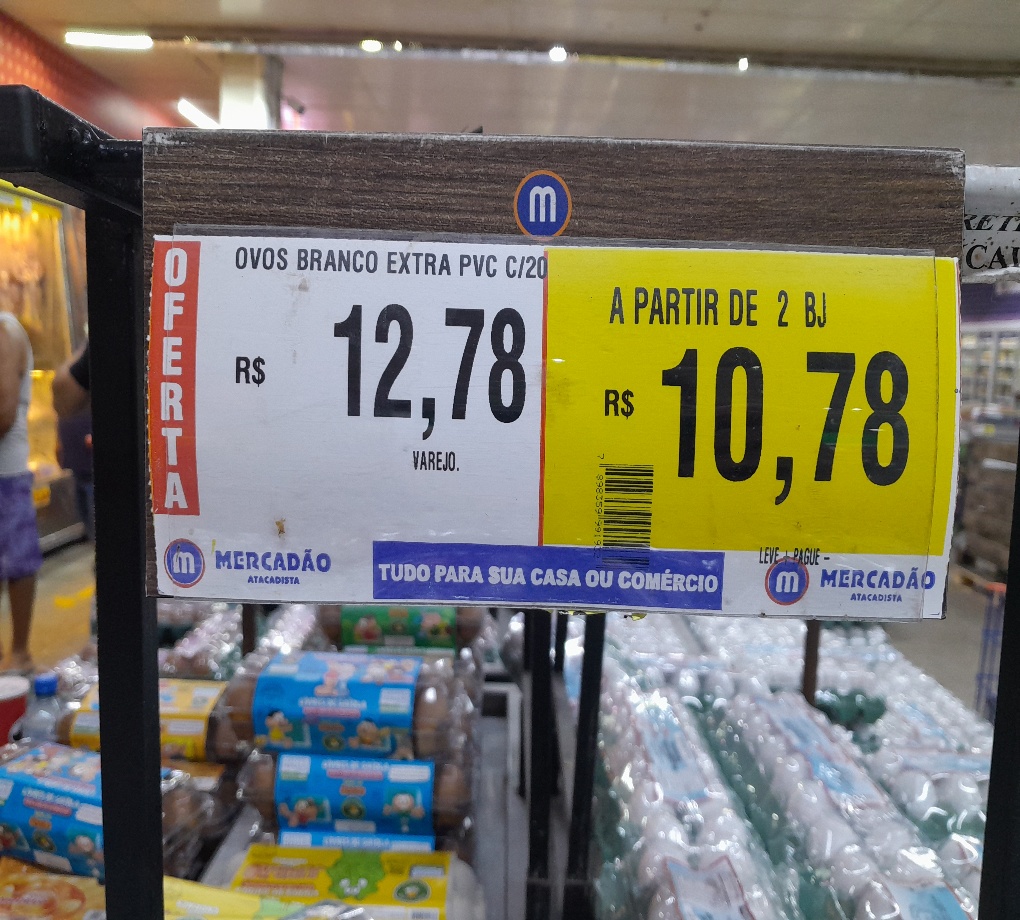 OFERTA
OVOS BRANCO EXTRA PVC C/20
R$ 12,78
VAREJO.
A PARTIR DE 2 BJ
R$ 10,78
LEVE + PAGUE -
m MERCADÃO
ATACADISTA
TUDO PARA SUA CASA OU COMÉRCIO
m MERCADÃO
ATACADISTA
m